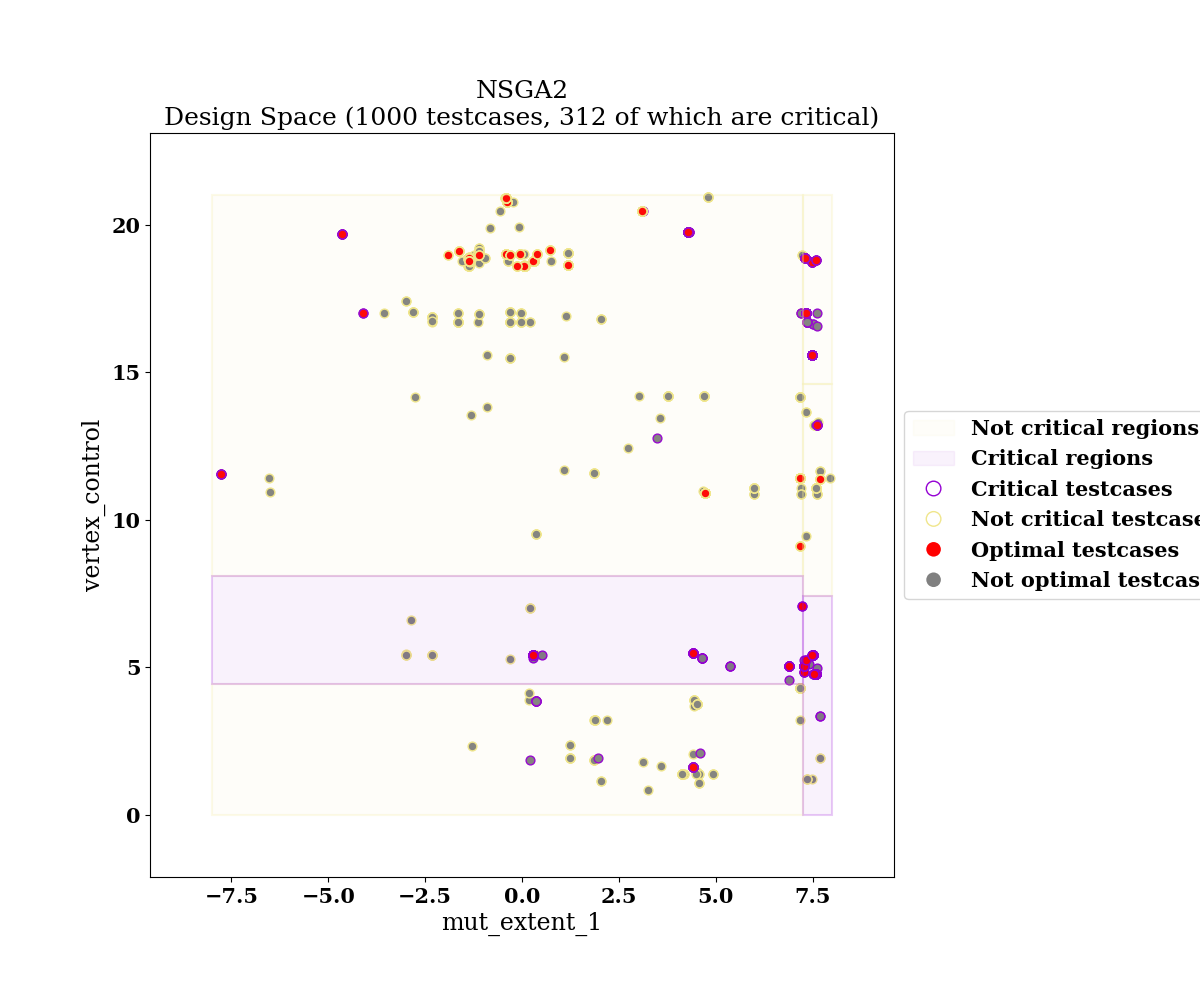 NSGA2
Design Space (1000 testcases, 312 of which are critical)
vertex_control
20
15
10
5
0
−7.5
−5.0
−2.5
0.0
2.5
5.0
7.5
mut_extent_1
Not critical regions
Critical regions
Critical testcases
Not critical testcase
Optimal testcases
Not optimal testcas